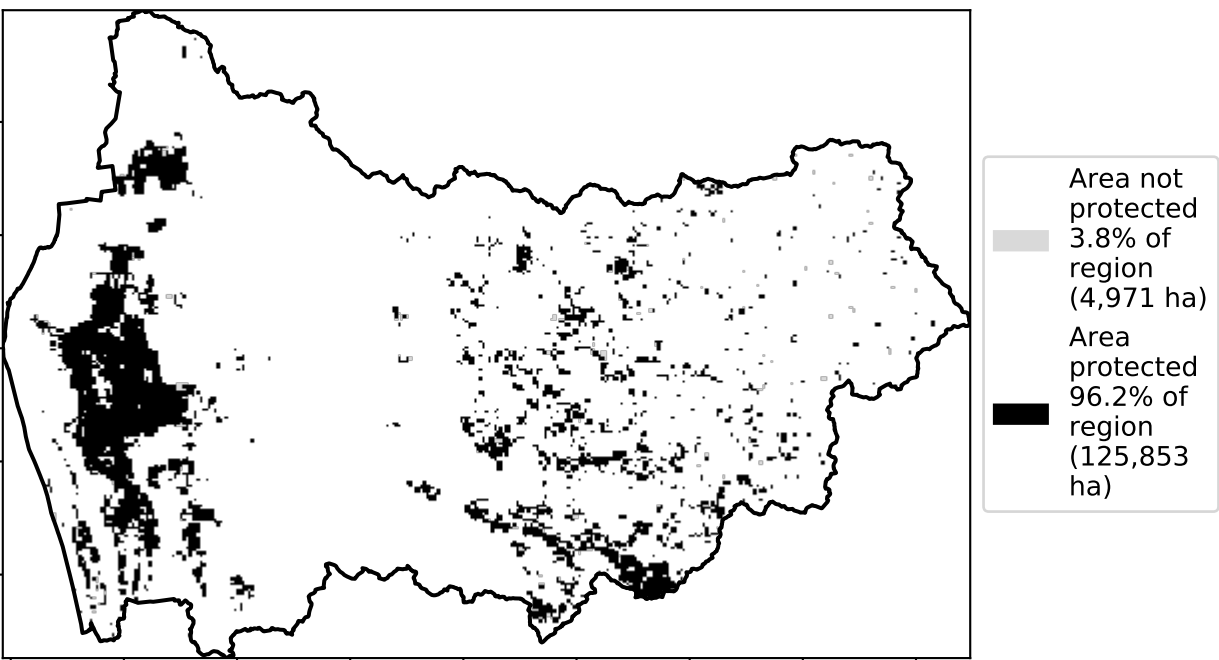 Area not
protected
3.8% of
region
(4,971 ha)
Area
protected
96.2% of
region
(125,853
ha)